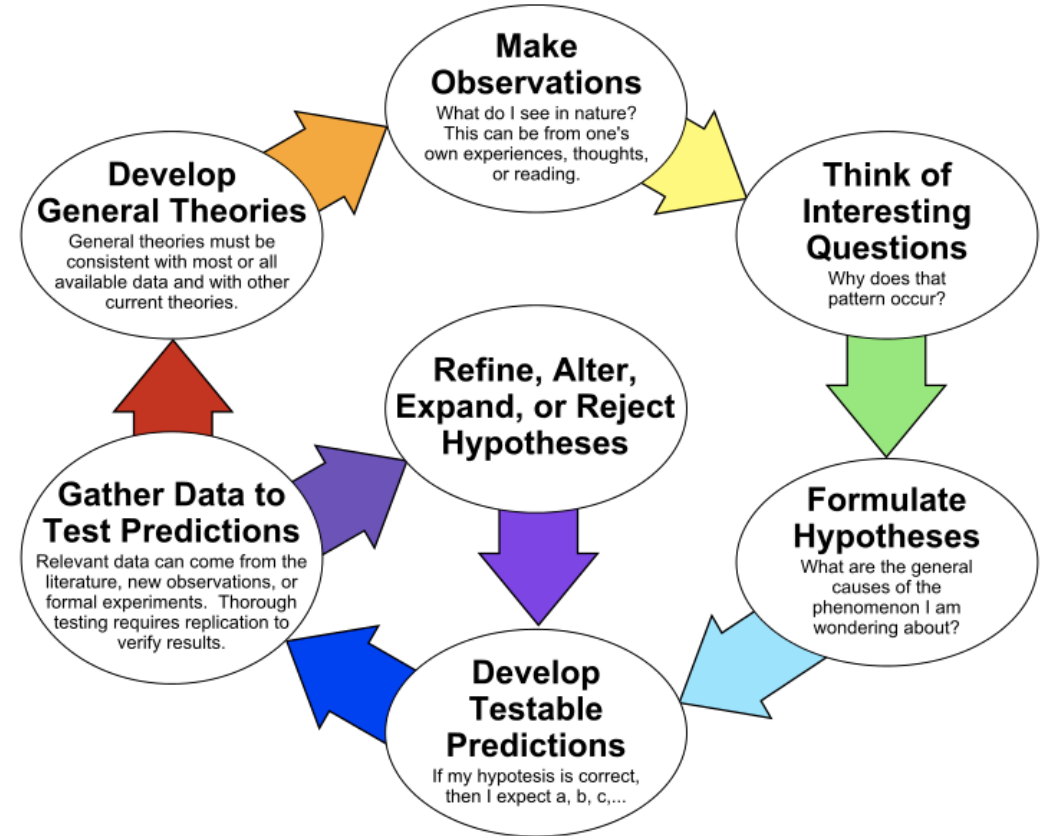 Make
Observations
What do I see in nature?
This can be from one's
own experiences, thoughts,
or reading.
Think of
Interesting
Questions
Why does that
pattern occur?
Formulate
Hypotheses
What are the general
causes of the
phenomenon I am
wondering about?
Develop
Testable
Predictions
If my hypotesis is correct,
then I expect a, b, c,...
Gather Data to
Test Predictions
Relevant data can come from the
literature, new observations, or
formal experiments.  Thorough
testing requires replication to
verify results.
Refine, Alter,
Expand, or Reject
Hypotheses
Develop
General Theories
General theories must be
consistent with most or all
available data and with other
current theories.